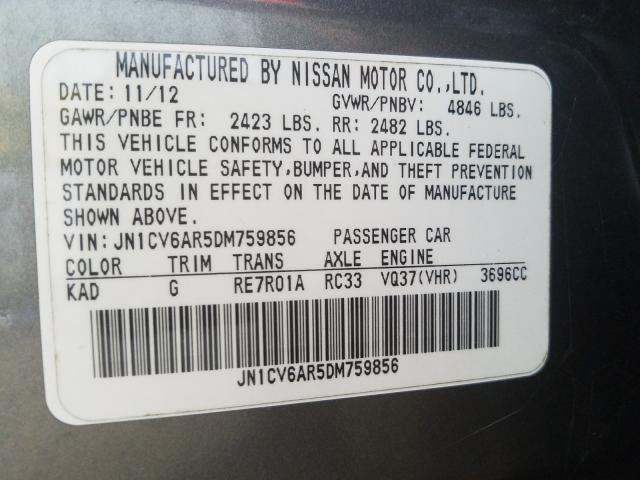 MANUFACTURED BY NISSAN MOTOR CO.,LTD.
DATE: 11/12 GVWR/PNBV: 4846 LBS.
GAWR/PNBE FR: 2423 LBS. RR: 2482 LBS.
THIS VEHICLE CONFORMS TO ALL APPLICABLE FEDERAL
MOTOR VEHICLE SAFETY,BUMPER,AND THEFT PREVENTION
STANDARDS IN EFFECT ON THE DATE OF MANUFACTURE
SHOWN ABOVE.
VIN: JN1CV6AR5DM759856 PASSENGER CAR
COLOR TRIM TRANS AXLE ENGINE
KAD G RE7R01A RC33 VQ37(VHR) 3696CC
JN1CV6AR5DM759856